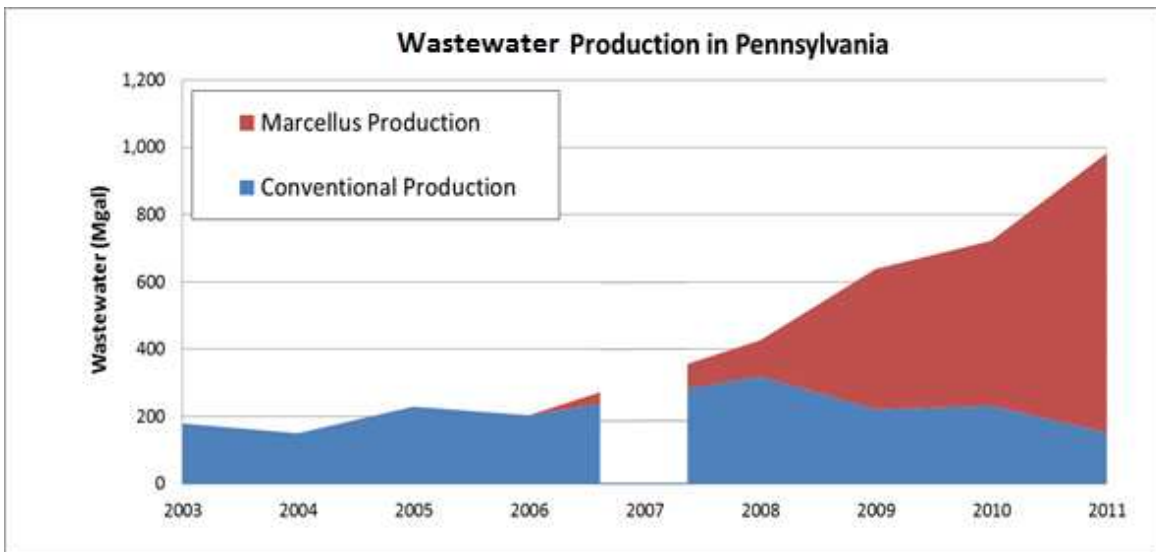 Wastewater Production in Pennsylvania
1,200
1,000
800
600
400
200
0
Wastewater (Mgal)
Marcellus Production
Conventional Production
2003 2004 2005 2006 2007 2008 2009 2010 2011